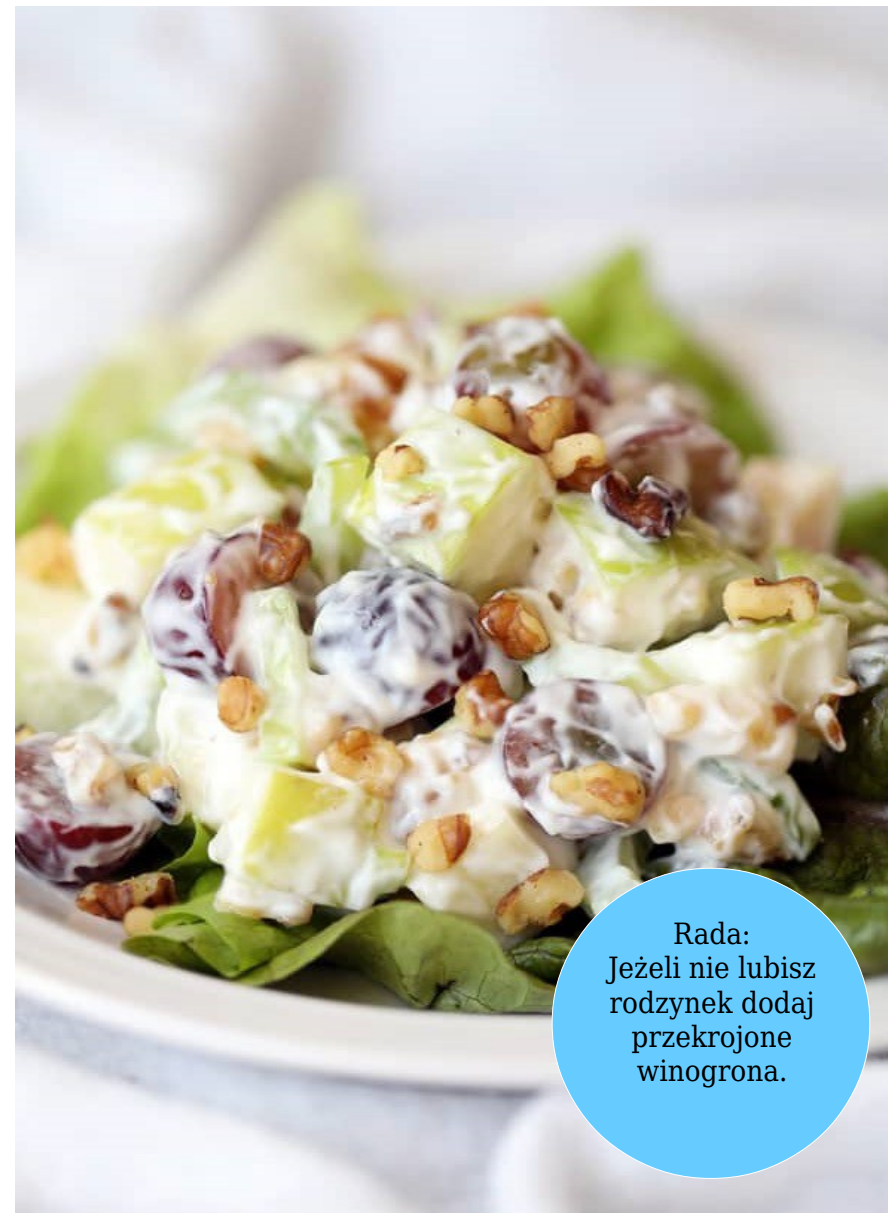 Rada:
Jeżeli nie lubisz
rodzynek dodaj
przekrojone
winogrona.